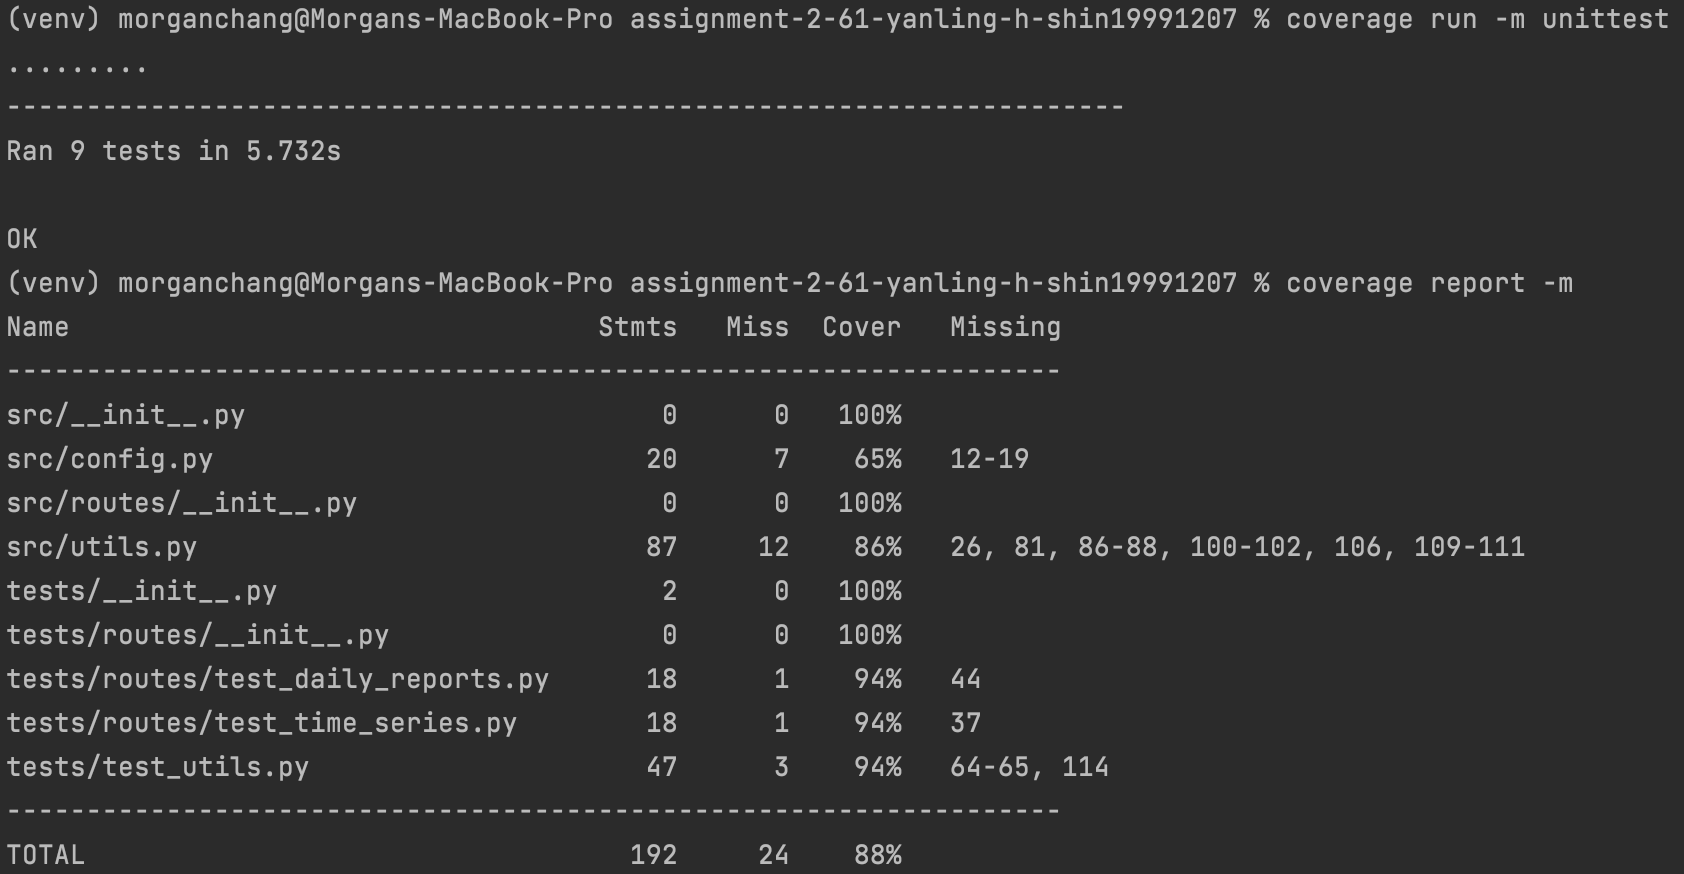 (venv) morganchang@Morgans-MacBook-Pro assignment-2-61-yanling-h-shin19991207 % coverage run -m unittest
.........
----------------------------------------------------------------------
Ran 9 tests in 5.732s

OK
(venv) morganchang@Morgans-MacBook-Pro assignment-2-61-yanling-h-shin19991207 % coverage report -m
Name                                 Stmts   Miss  Cover   Missing
------------------------------------------------------------------
src/__init__.py                          0      0   100%
src/config.py                           20      7    65%   12-19
src/routes/__init__.py                   0      0   100%
src/utils.py                            87     12    86%   26, 81, 86-88, 100-102, 106, 109-111
tests/__init__.py                        2      0   100%
tests/routes/__init__.py                 0      0   100%
tests/routes/test_daily_reports.py      18      1    94%   44
tests/routes/test_time_series.py        18      1    94%   37
tests/test_utils.py                     47      3    94%   64-65, 114
------------------------------------------------------------------
TOTAL                                  192     24    88%